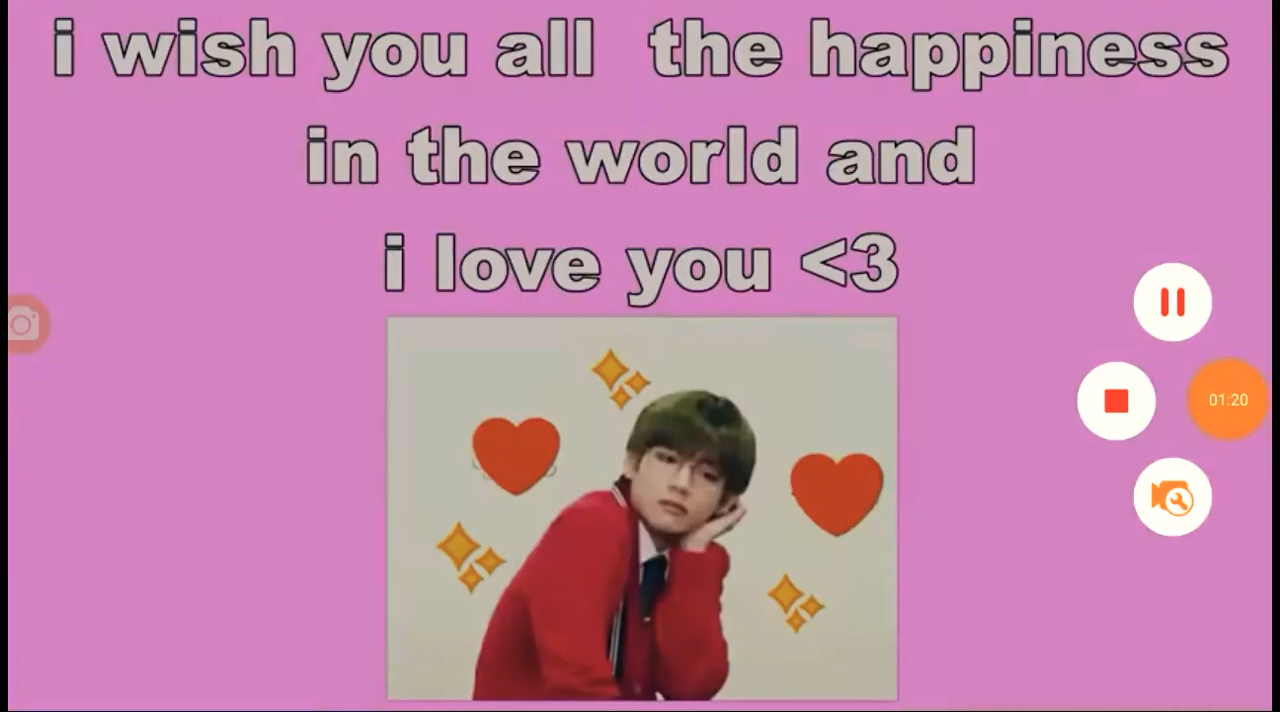 i wish you all the happiness
in the world and
i love you <3
01:20